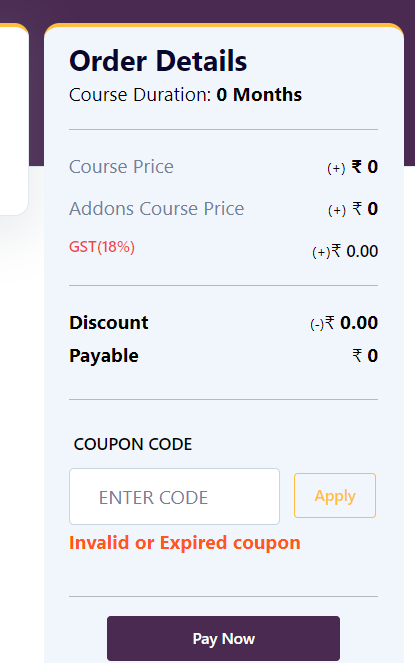 Order Details
Course Duration: 0 Months
Course Price (+) ₹ 0
Addons Course Price (+) ₹ 0
GST(18%) (+)₹ 0.00
Discount (-)₹ 0.00
Payable ₹ 0
COUPON CODE
ENTER CODE Apply
Invalid or Expired coupon
Pay Now